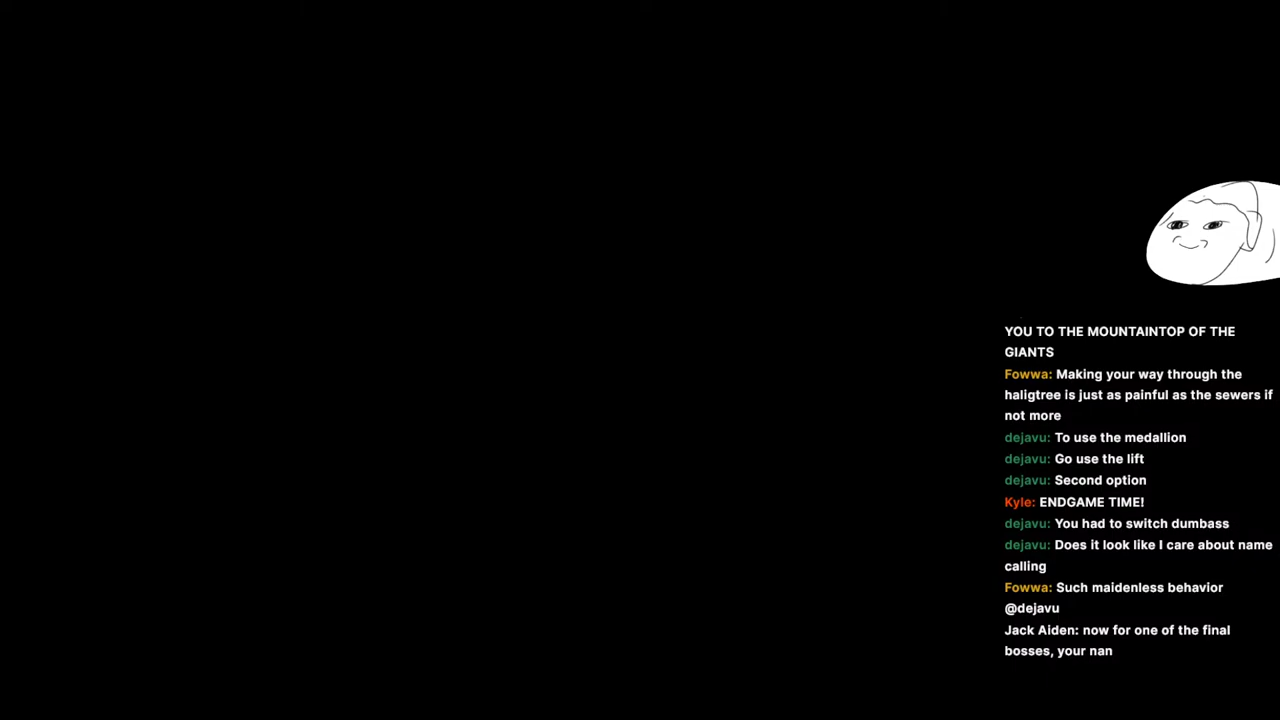 YOU TO THE MOUNTAINTOP OF THE
GIANTS
Fowwa: Making your way through the
haligtree is just as painful as the sewers if
not more
dejavu: To use the medallion
dejavu: Go use the lift
dejavu: Second option
Kyle: ENDGAME TIME!
dejavu: You had to switch dumbass
dejavu: Does it look like I care about name
calling
Fowwa: Such maidenless behavior
@dejavu
Jack Aiden: now for one of the final
bosses, your nan